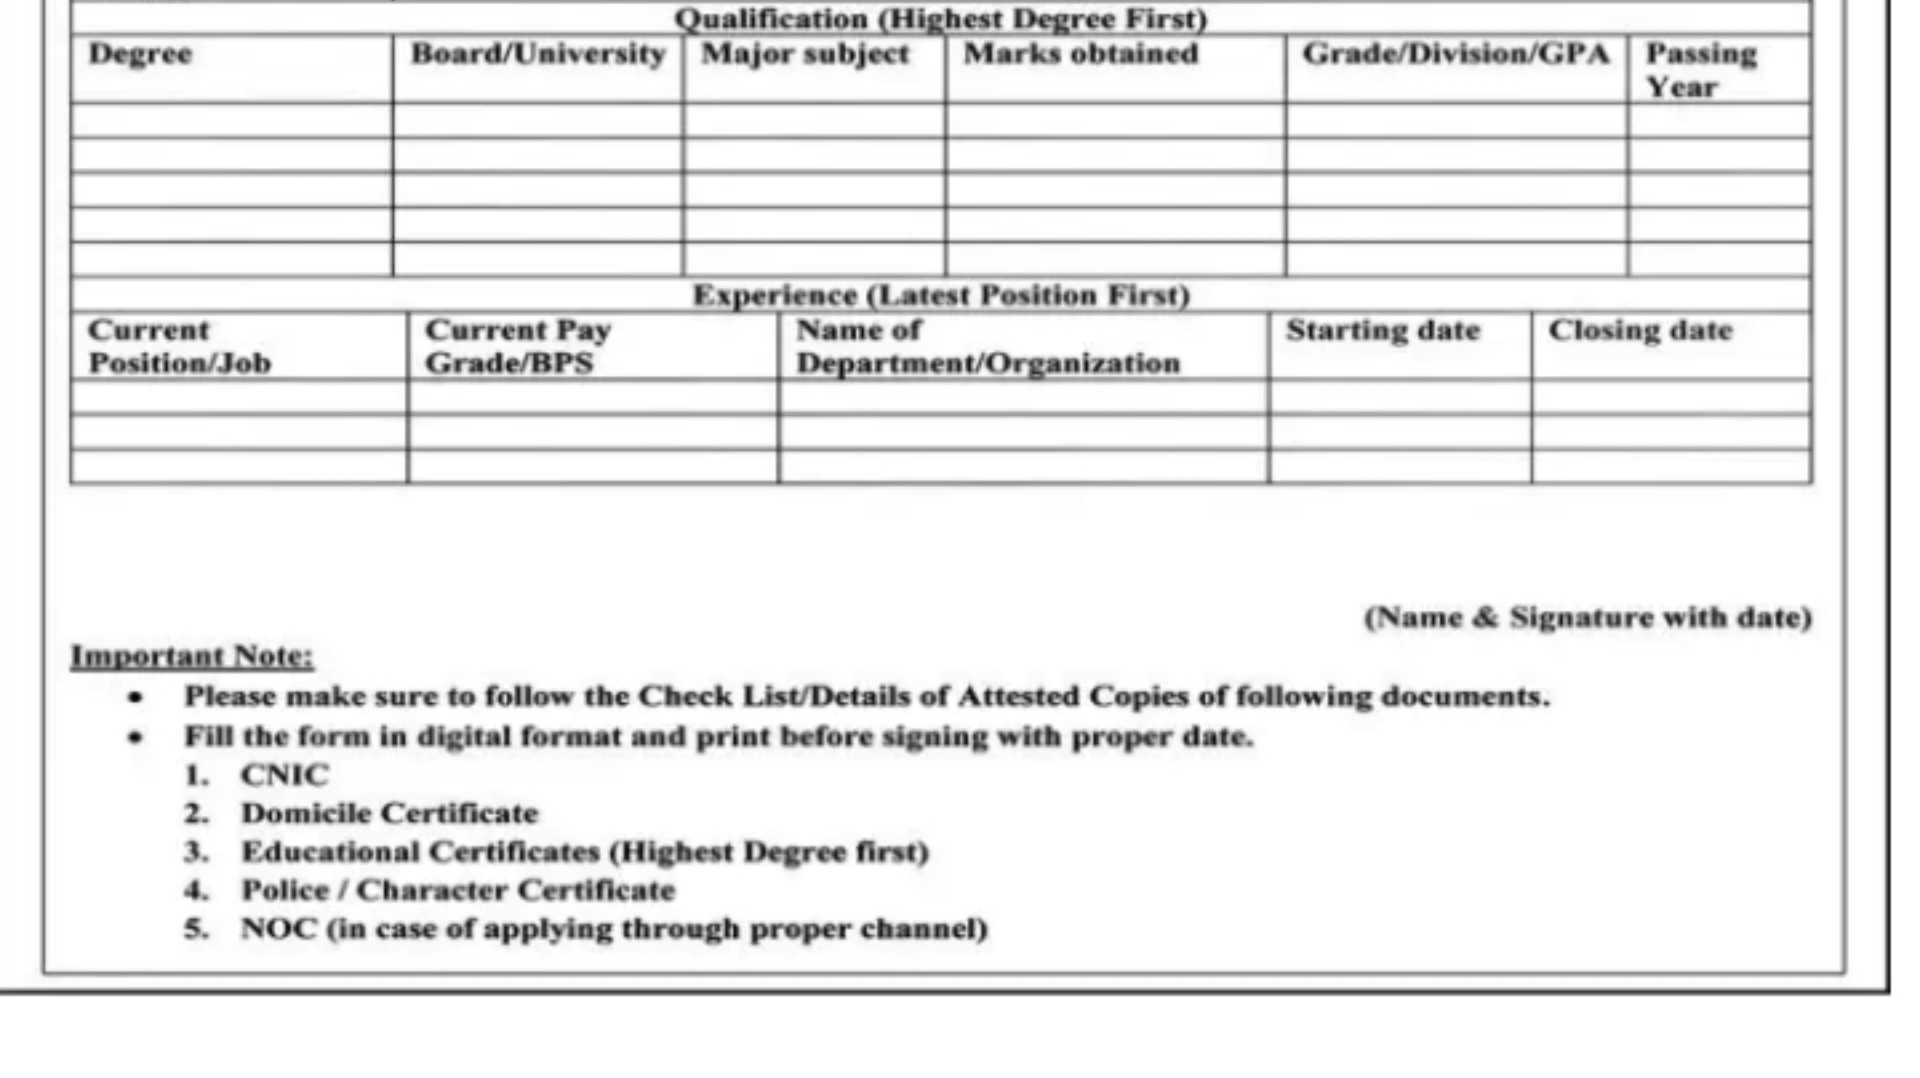 Qualification (Highest Degree First)
Degree Board/University Major subject Marks obtained Grade/Division/GPA Passing Year
Experience (Latest Position First)
Current Position/Job Current Pay Grade/BPS Name of Department/Organization Starting date Closing date
(Name & Signature with date)
Important Note:
• Please make sure to follow the Check List/Details of Attested Copies of following documents.
• Fill the form in digital format and print before signing with proper date.
1. CNIC
2. Domicile Certificate
3. Educational Certificates (Highest Degree first)
4. Police / Character Certificate
5. NOC (in case of applying through proper channel)